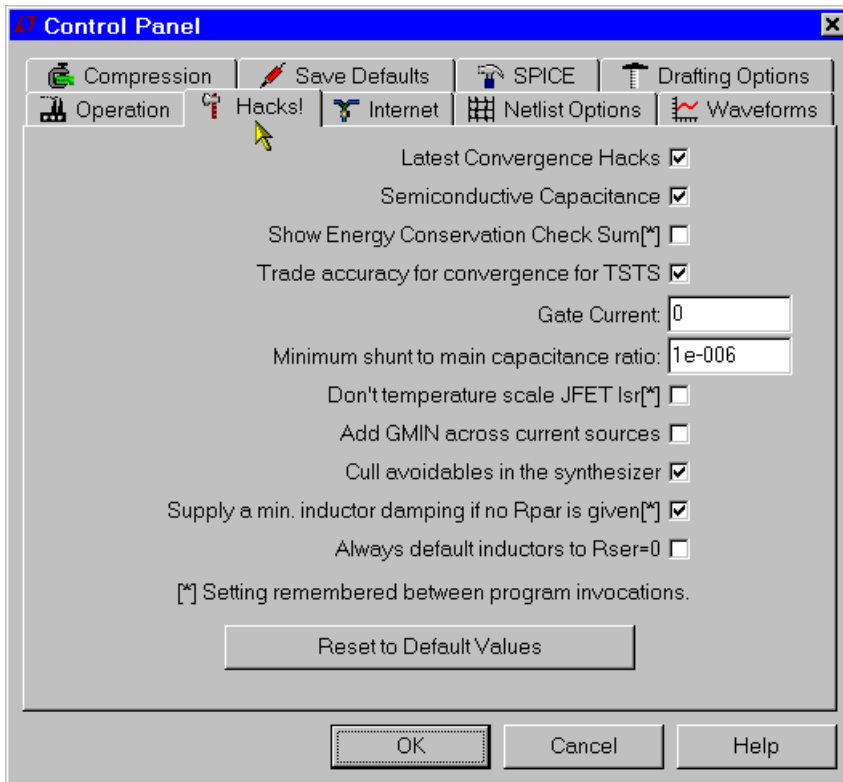 Control Panel
Compression Save Defaults SPICE Drafting Options
Operation Hacks! Internet Netlist Options Waveforms
Latest Convergence Hacks
Semiconductive Capacitance
Show Energy Conservation Check Sum[*]
Trade accuracy for convergence for TSTS
Gate Current: 0
Minimum shunt to main capacitance ratio: 1e-006
Don't temperature scale JFET Isr[*]
Add GMIN across current sources
Cull avoidables in the synthesizer
Supply a min. inductor damping if no Rpar is given[*]
Always default inductors to Rser=0
[*] Setting remembered between program invocations.
Reset to Default Values
OK Cancel Help